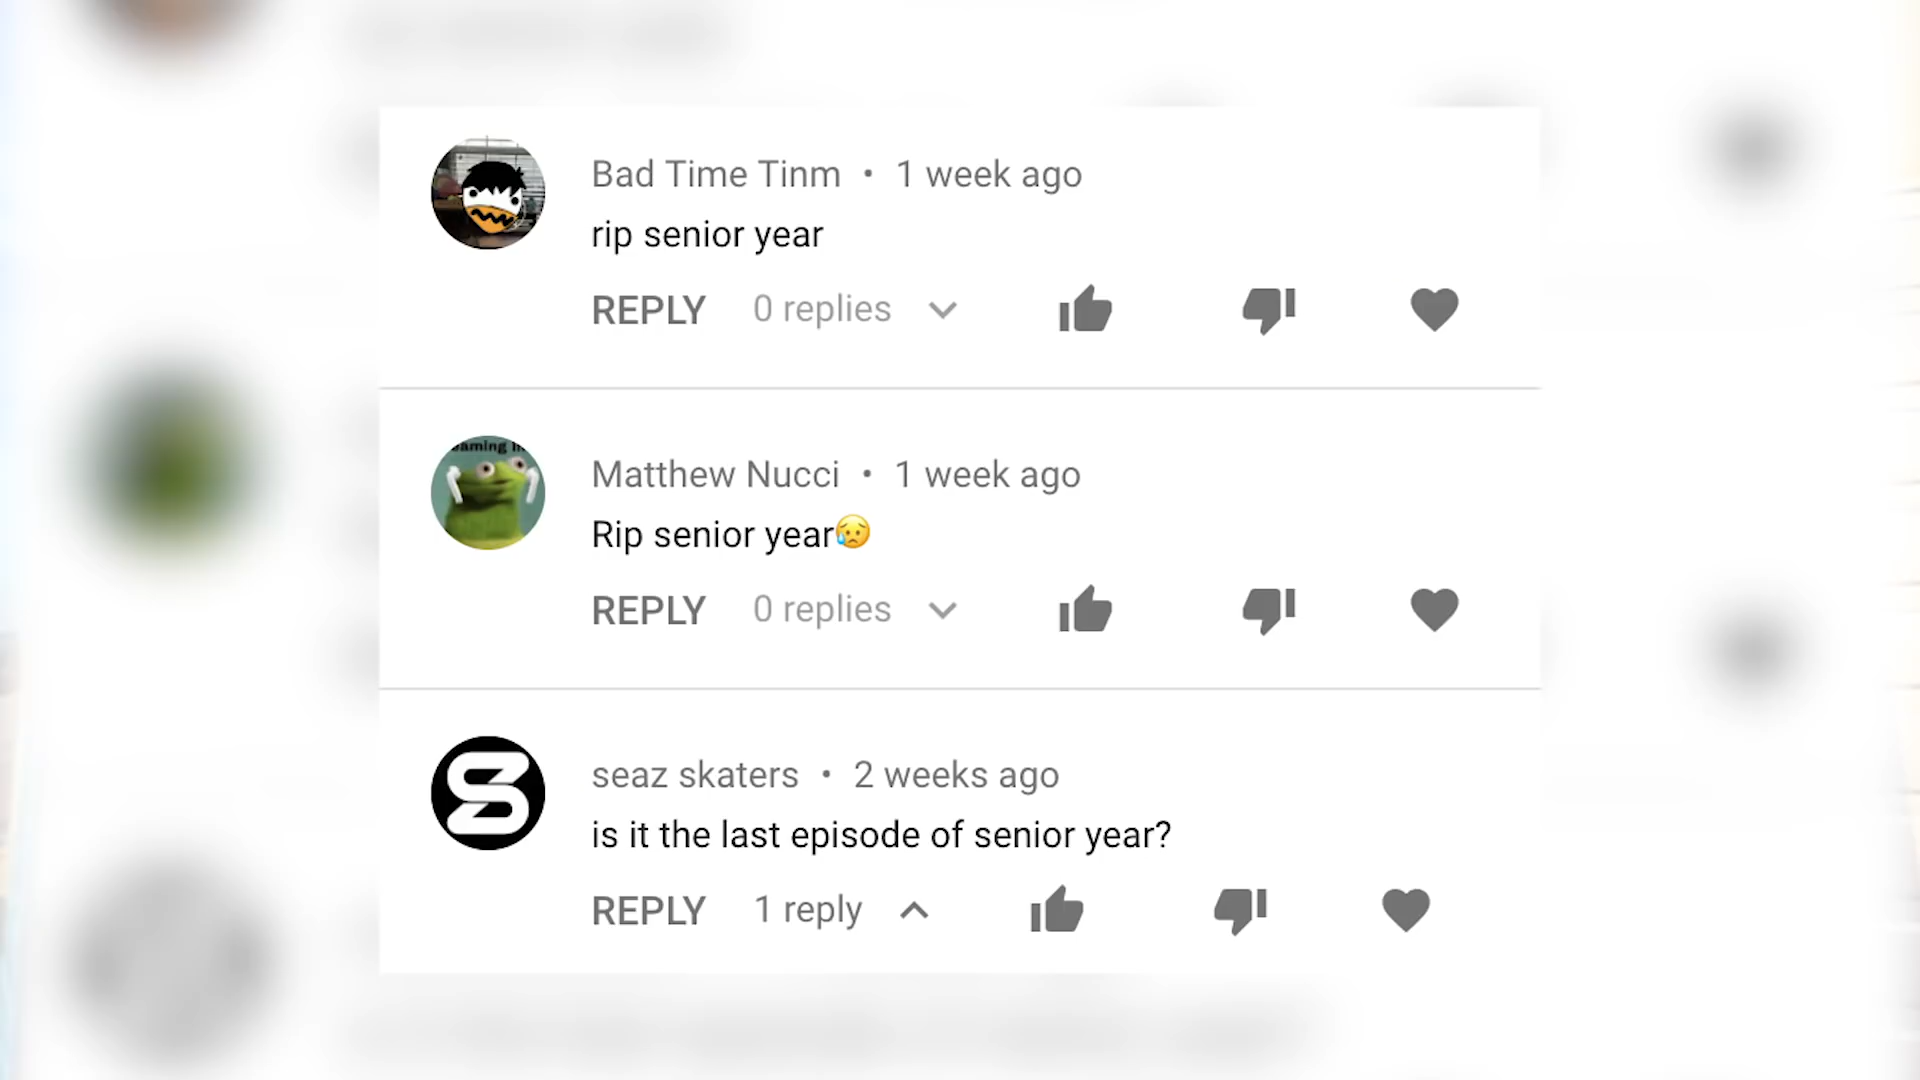 Bad Time Tinm • 1 week ago
rip senior year
REPLY 0 replies
Matthew Nucci • 1 week ago
Rip senior year😥
REPLY 0 replies
seaz skaters • 2 weeks ago
is it the last episode of senior year?
REPLY 1 reply